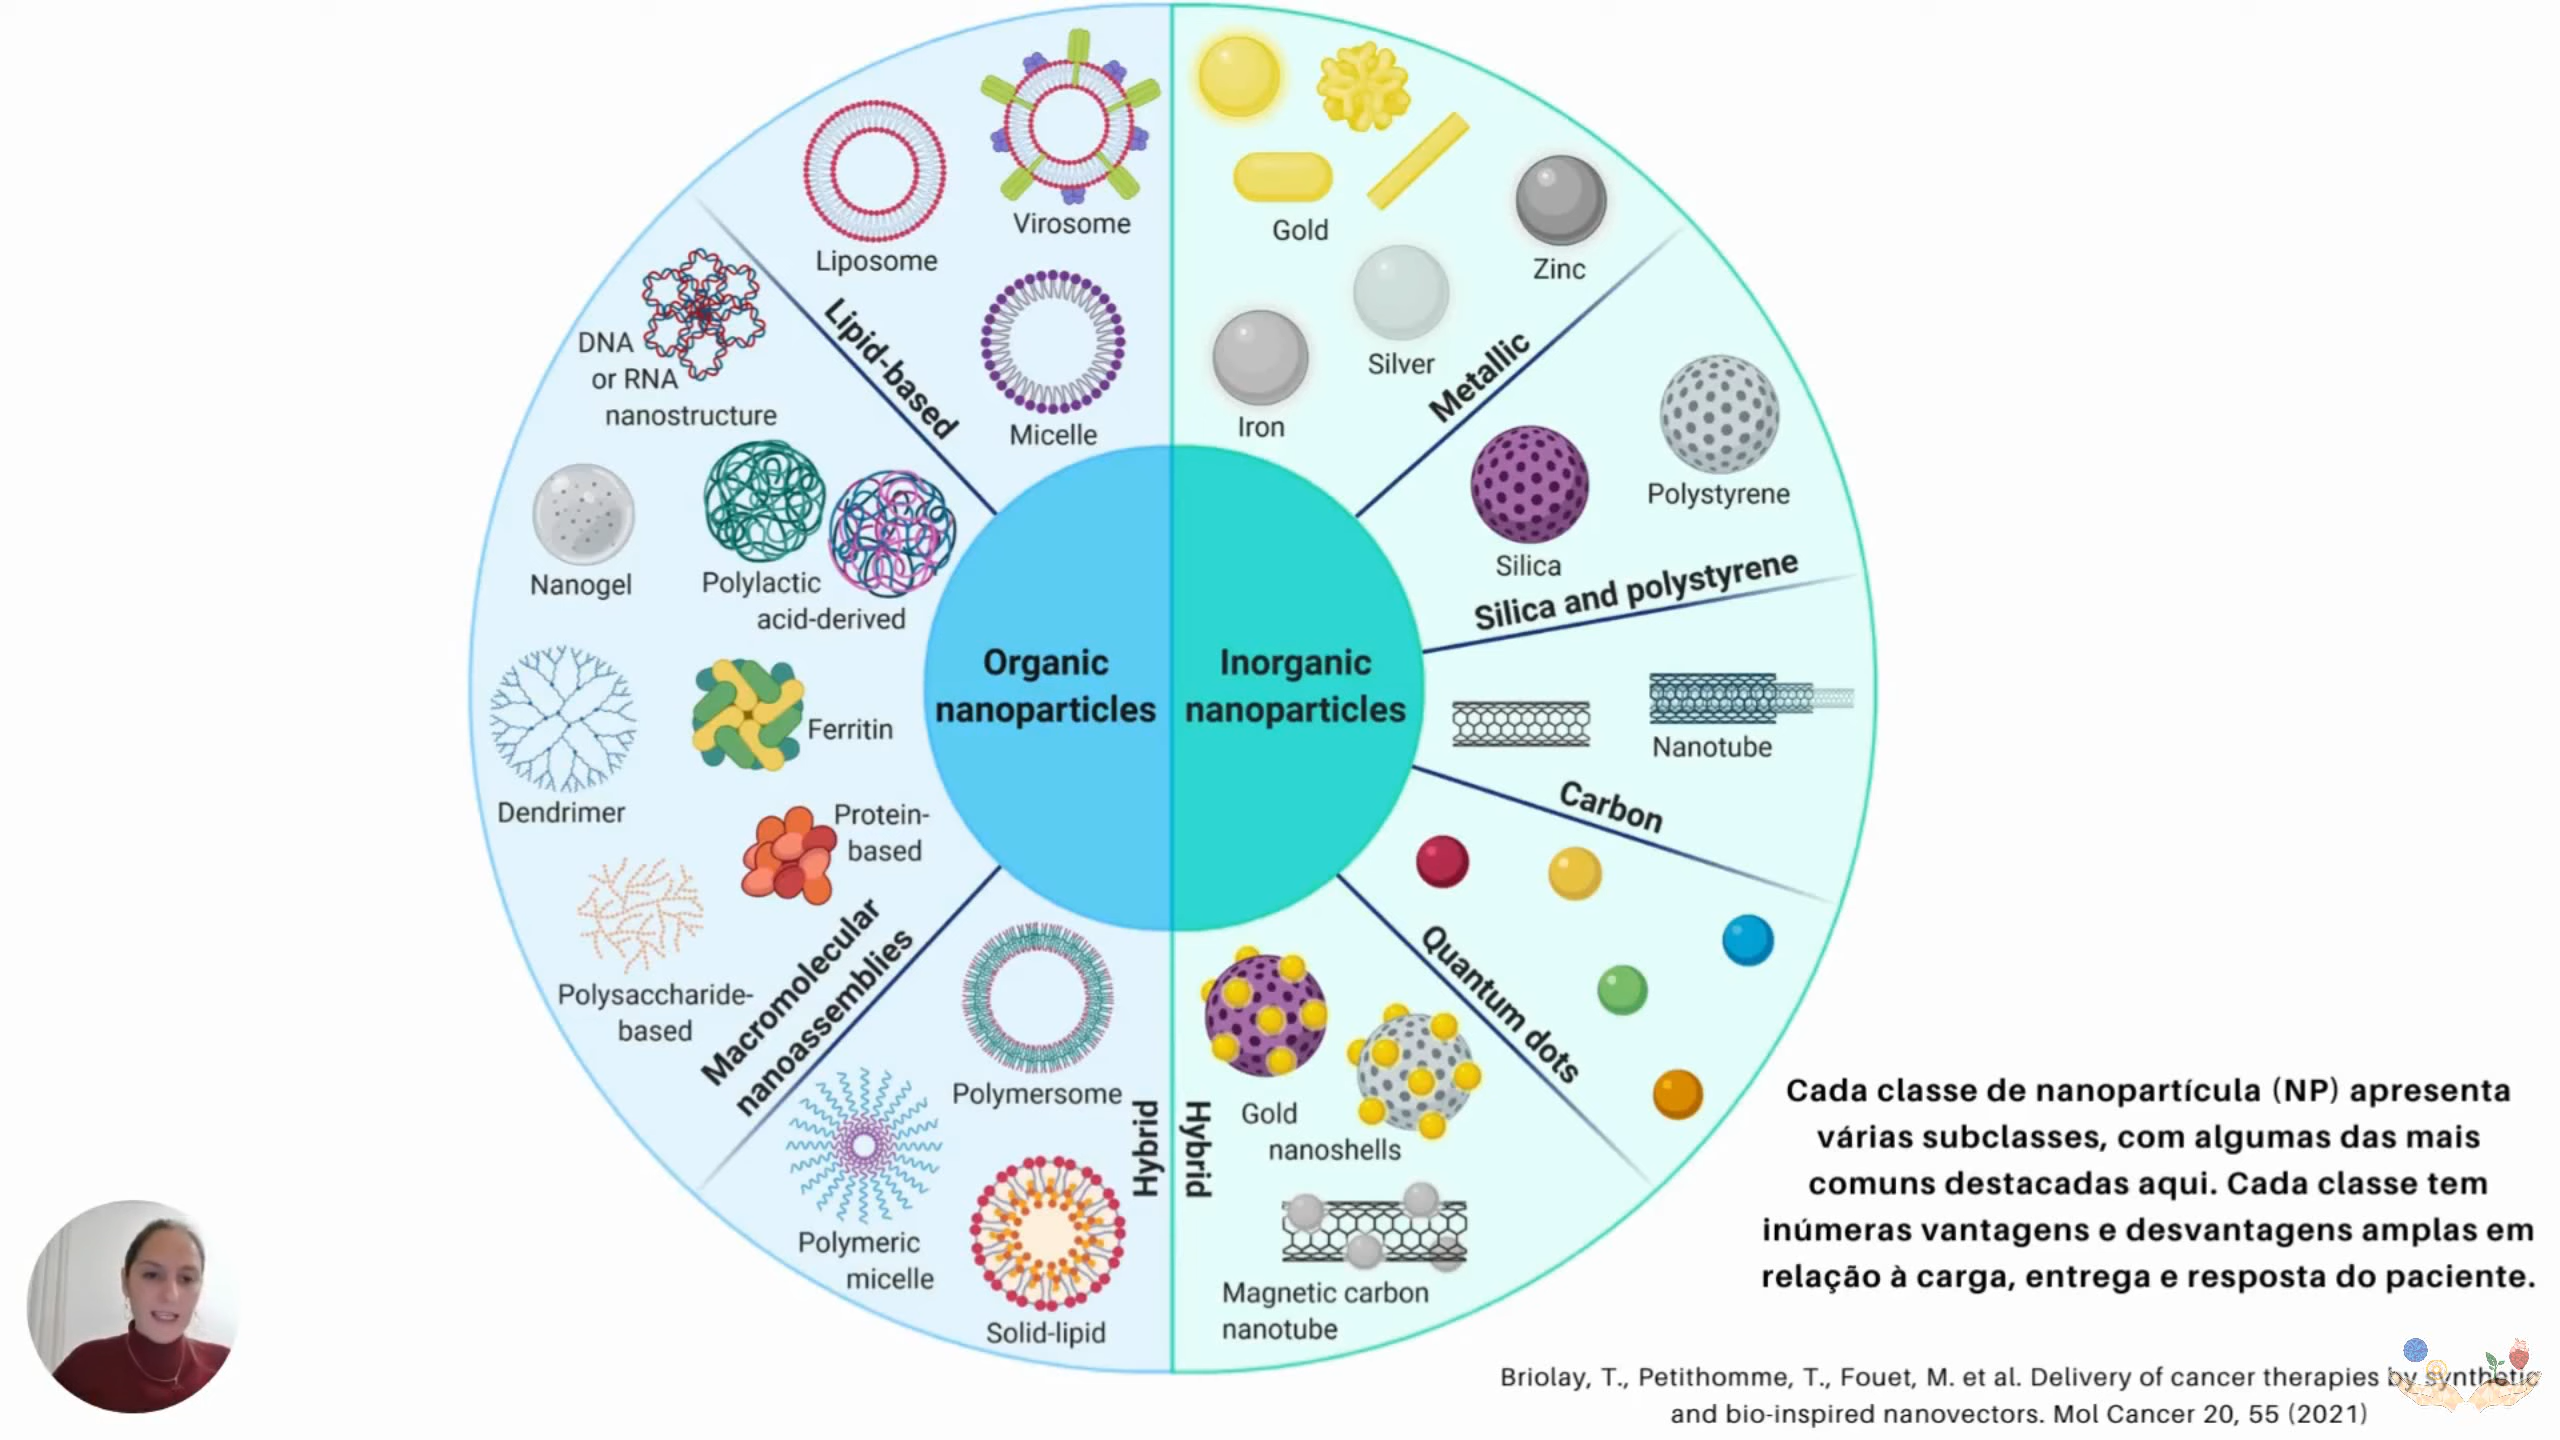 Virosome
Liposome
Micelle
Lipid-based
DNA
or RNA
nanostructure
Nanogel
Polylactic
acid-derived
Dendrimer
Ferritin
Protein-
based
Polysaccharide-
based
Macromolecular
nanoassemblies
Polymersome
Polymeric
micelle
Solid-lipid
Hybrid
Organic
nanoparticles
Inorganic
nanoparticles
Gold
Zinc
Silver
Iron
Metallic
Polystyrene
Silica
Silica and polystyrene
Nanotube
Carbon
Quantum dots
Gold
nanoshells
Magnetic carbon
nanotube
Hybrid
Cada classe de nanopartícula (NP) apresenta
várias subclasses, com algumas das mais
comuns destacadas aqui. Cada classe tem
inúmeras vantagens e desvantagens amplas em
relação à carga, entrega e resposta do paciente.
Briolay, T., Petithomme, T., Fouet, M. et al. Delivery of cancer therapies by synthetic
and bio-inspired nanovectors. Mol Cancer 20, 55 (2021)